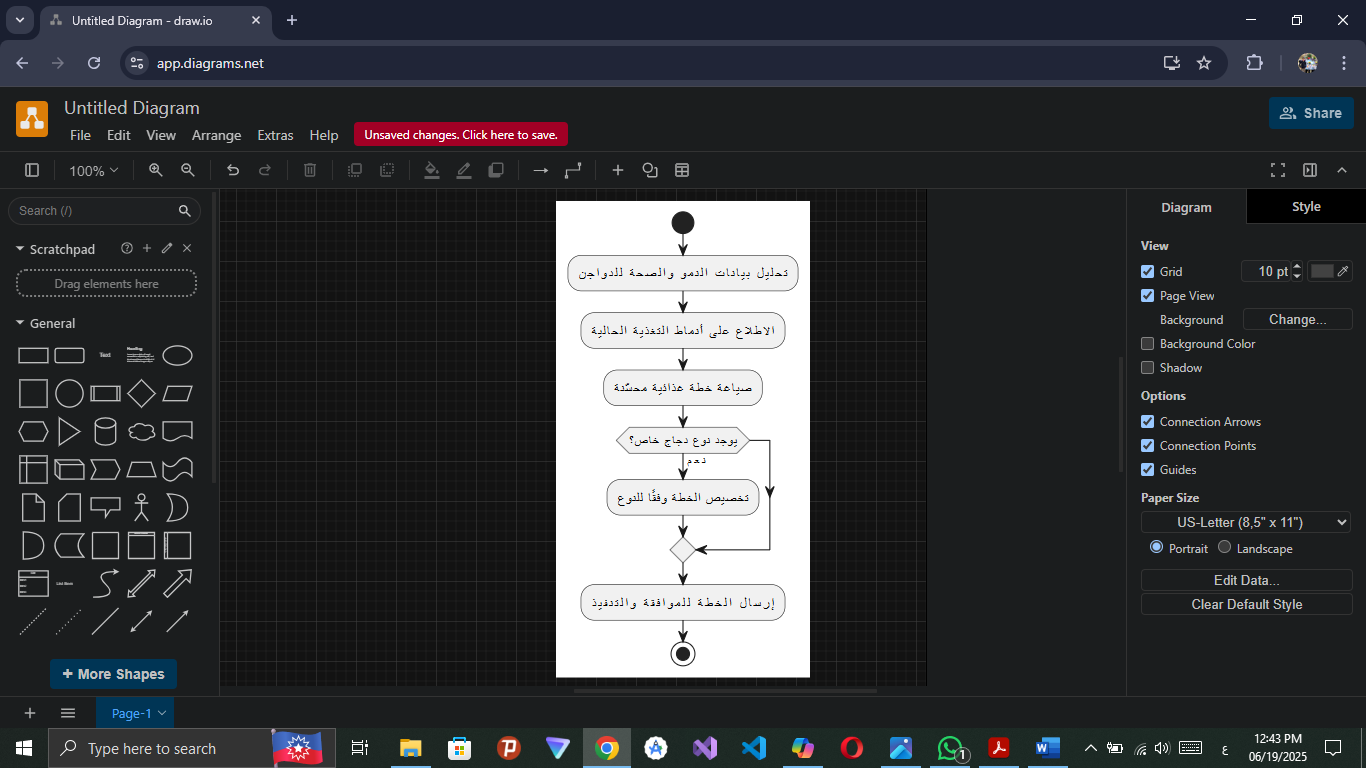 Untitled Diagram - draw.io
app.diagrams.net
Untitled Diagram
File Edit View Arrange Extras Help
Unsaved changes. Click here to save.
Share
100%
Search (/)
Scratchpad
Drag elements here
General
Text
Heading
List Item
+ More Shapes
تحليل بيانات النمو والصحة للدواجن
الاطلاع على أنماط التغذية الحالية
صياغة خطة غذائية محسّنة
يوجد نوع دجاج خاص؟
نعم
تخصيص الخطة وفقًا للنوع
إرسال الخطة للموافقة والتنفيذ
Diagram
Style
View
Grid
10 pt
Page View
Background
Change...
Background Color
Shadow
Options
Connection Arrows
Connection Points
Guides
Paper Size
US-Letter (8,5" x 11")
Portrait Landscape
Edit Data...
Clear Default Style
Page-1
Type here to search
1
ع
12:43 PM
06/19/2025